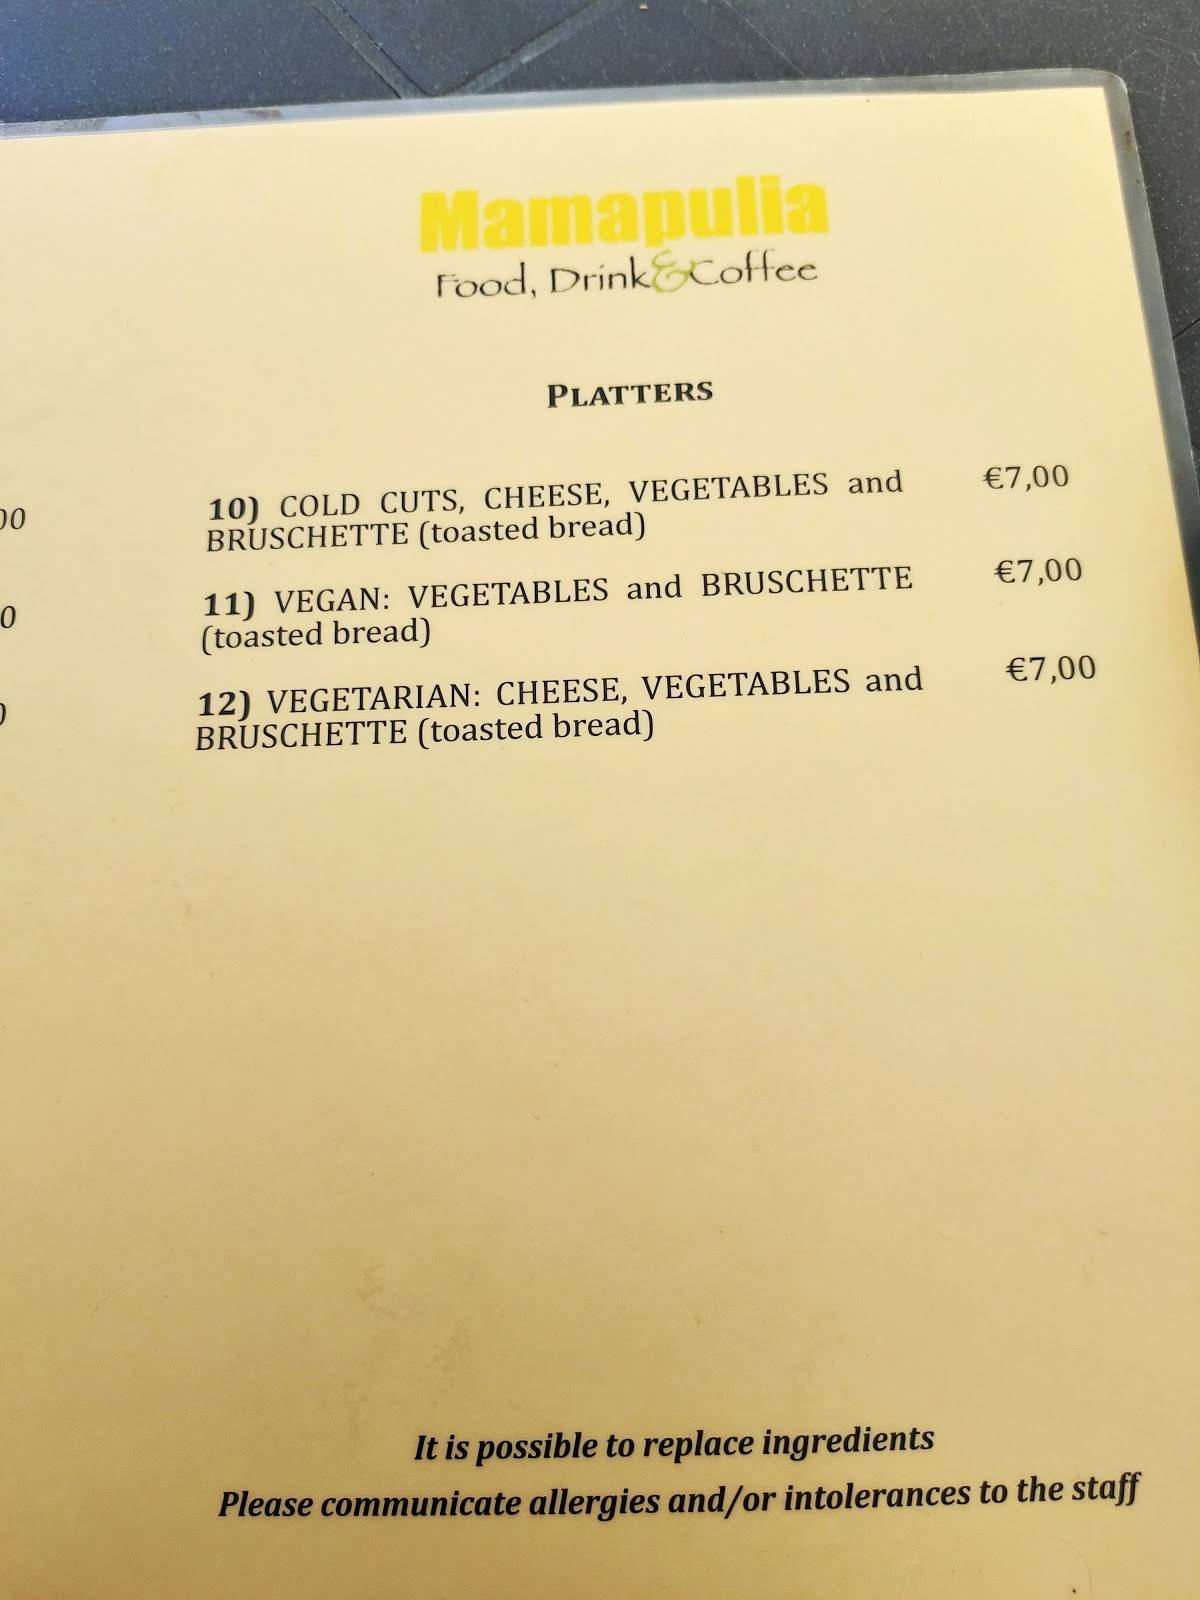 Mamapulia
Food, Drink & Coffee
PLATTERS
10) COLD CUTS, CHEESE, VEGETABLES and €7,00
BRUSCHETTE (toasted bread)
11) VEGAN: VEGETABLES and BRUSCHETTE €7,00
(toasted bread)
12) VEGETARIAN: CHEESE, VEGETABLES and €7,00
BRUSCHETTE (toasted bread)
It is possible to replace ingredients
Please communicate allergies and/or intolerances to the staff